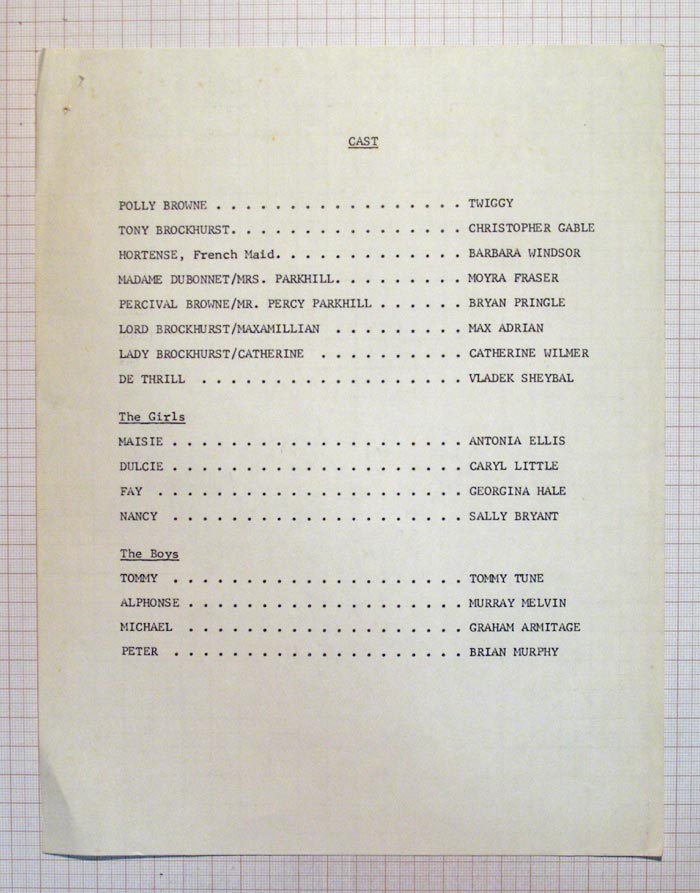 CAST
POLLY BROWNE . . . . . . . . . . . . . . . . . TWIGGY
TONY BROCKHURST. . . . . . . . . . . . . . . . CHRISTOPHER GABLE
HORTENSE, French Maid. . . . . . . . . . . . . BARBARA WINDSOR
MADAME DUBONNET/MRS. PARKHILL. . . . . . . . . MOYRA FRASER
PERCIVAL BROWNE/MR. PERCY PARKHILL . . . . . . BRYAN PRINGLE
LORD BROCKHURST/MAXAMILLIAN . . . . . . . . . MAX ADRIAN
LADY BROCKHURST/CATHERINE . . . . . . . . . . CATHERINE WILMER
DE THRILL . . . . . . . . . . . . . . . . . . VLADEK SHEYBAL
The Girls
MAISIE . . . . . . . . . . . . . . . . . . . . ANTONIA ELLIS
DULCIE . . . . . . . . . . . . . . . . . . . . CARYL LITTLE
FAY . . . . . . . . . . . . . . . . . . . . . GEORGINA HALE
NANCY . . . . . . . . . . . . . . . . . . . . SALLY BRYANT
The Boys
TOMMY . . . . . . . . . . . . . . . . . . . . TOMMY TUNE
ALPHONSE . . . . . . . . . . . . . . . . . . . MURRAY MELVIN
MICHAEL . . . . . . . . . . . . . . . . . . . GRAHAM ARMITAGE
PETER . . . . . . . . . . . . . . . . . . . . BRIAN MURPHY